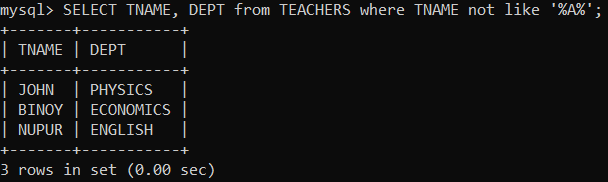 mysql> SELECT TNAME, DEPT from TEACHERS where TNAME not like '%A%';
+-------+-----------+
| TNAME | DEPT      |
+-------+-----------+
| JOHN  | PHYSICS   |
| BINOY | ECONOMICS |
| NUPUR | ENGLISH   |
+-------+-----------+
3 rows in set (0.00 sec)